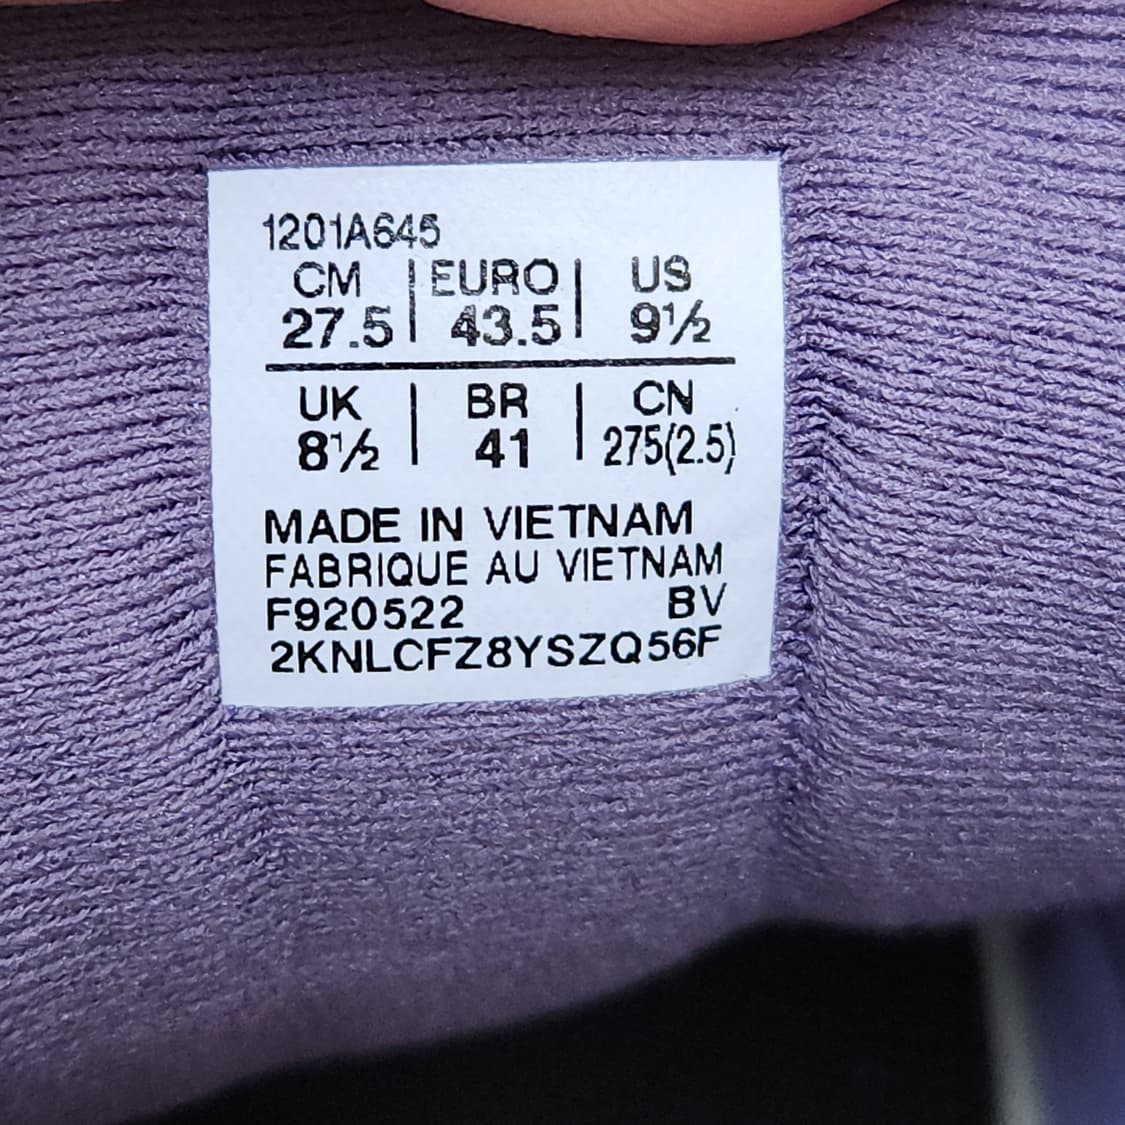 1201A645
CM | EURO | US
27.5 | 43.5 | 9½
UK | BR | CN
8½ | 41 | 275(2.5)
MADE IN VIETNAM
FABRIQUE AU VIETNAM
F920522 BV
2KNLCFZ8YSZQ56F